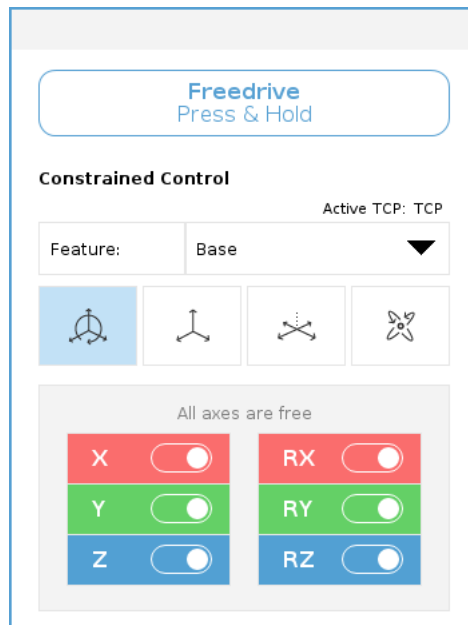 Freedrive
Press & Hold
Constrained Control
Active TCP: TCP
Feature: Base
All axes are free
X RX
Y RY
Z RZ